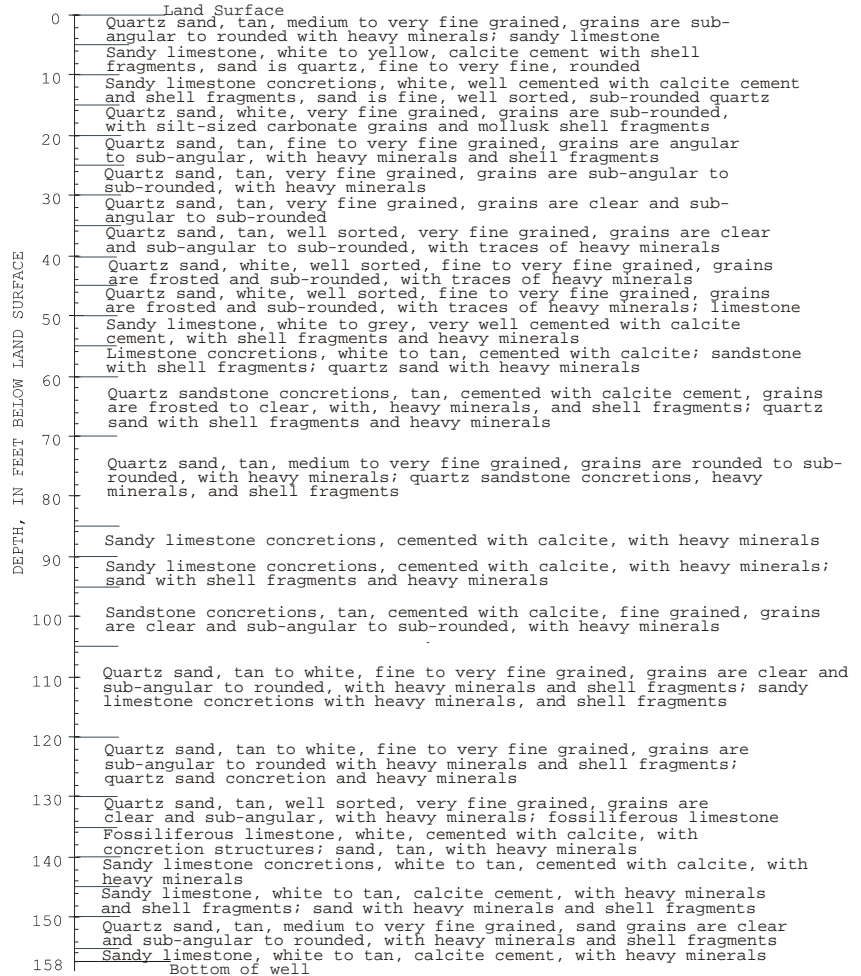 Land Surface
0
Quartz sand, tan, medium to very fine grained, grains are sub-
angular to rounded with heavy minerals; sandy limestone
Sandy limestone, white to yellow, calcite cement with shell
fragments, sand is quartz, fine to very fine, rounded
10
Sandy limestone concretions, white, well cemented with calcite cement
and shell fragments, sand is fine, well sorted, sub-rounded quartz
Quartz sand, white, very fine grained, grains are sub-rounded,
with silt-sized carbonate grains and mollusk shell fragments
20
Quartz sand, tan, fine to very fine grained, grains are angular
to sub-angular, with heavy minerals and shell fragments
Quartz sand, tan, very fine grained, grains are sub-angular to
sub-rounded, with heavy minerals
30
Quartz sand, tan, very fine grained, grains are clear and sub-
angular to sub-rounded
Quartz sand, tan, well sorted, very fine grained, grains are clear
and sub-angular to sub-rounded, with traces of heavy minerals
40
Quartz sand, white, well sorted, fine to very fine grained, grains
are frosted and sub-rounded, with traces of heavy minerals
Quartz sand, white, well sorted, fine to very fine grained, grains
are frosted and sub-rounded, with traces of heavy minerals; limestone
50
Sandy limestone, white to grey, very well cemented with calcite
cement, with shell fragments and heavy minerals
Limestone concretions, white to tan, cemented with calcite; sandstone
with shell fragments; quartz sand with heavy minerals
60
Quartz sandstone concretions, tan, cemented with calcite cement, grains
are frosted to clear, with, heavy minerals, and shell fragments; quartz
sand with shell fragments and heavy minerals
70
Quartz sand, tan, medium to very fine grained, grains are rounded to sub-
rounded, with heavy minerals; quartz sandstone concretions, heavy
minerals, and shell fragments
80
Sandy limestone concretions, cemented with calcite, with heavy minerals
90
Sandy limestone concretions, cemented with calcite, with heavy minerals;
sand with shell fragments and heavy minerals
100
Sandstone concretions, tan, cemented with calcite, fine grained, grains
are clear and sub-angular to sub-rounded, with heavy minerals
110
Quartz sand, tan to white, fine to very fine grained, grains are clear and
sub-angular to rounded, with heavy minerals and shell fragments; sandy
limestone concretions with heavy minerals, and shell fragments
120
Quartz sand, tan to white, fine to very fine grained, grains are
sub-angular to rounded with heavy minerals and shell fragments;
quartz sand concretion and heavy minerals
130
Quartz sand, tan, well sorted, very fine grained, grains are
clear and sub-angular, with heavy minerals; fossiliferous limestone
Fossiliferous limestone, white, cemented with calcite, with
concretion structures; sand, tan, with heavy minerals
140
Sandy limestone concretions, white to tan, cemented with calcite, with
heavy minerals
Sandy limestone, white to tan, calcite cement, with heavy minerals
and shell fragments; sand with heavy minerals and shell fragments
150
Quartz sand, tan, medium to very fine grained, sand grains are clear
and sub-angular to rounded, with heavy minerals and shell fragments
Sandy limestone, white to tan, calcite cement, with heavy minerals
158
Bottom of well
DEPTH, IN FEET BELOW LAND SURFACE